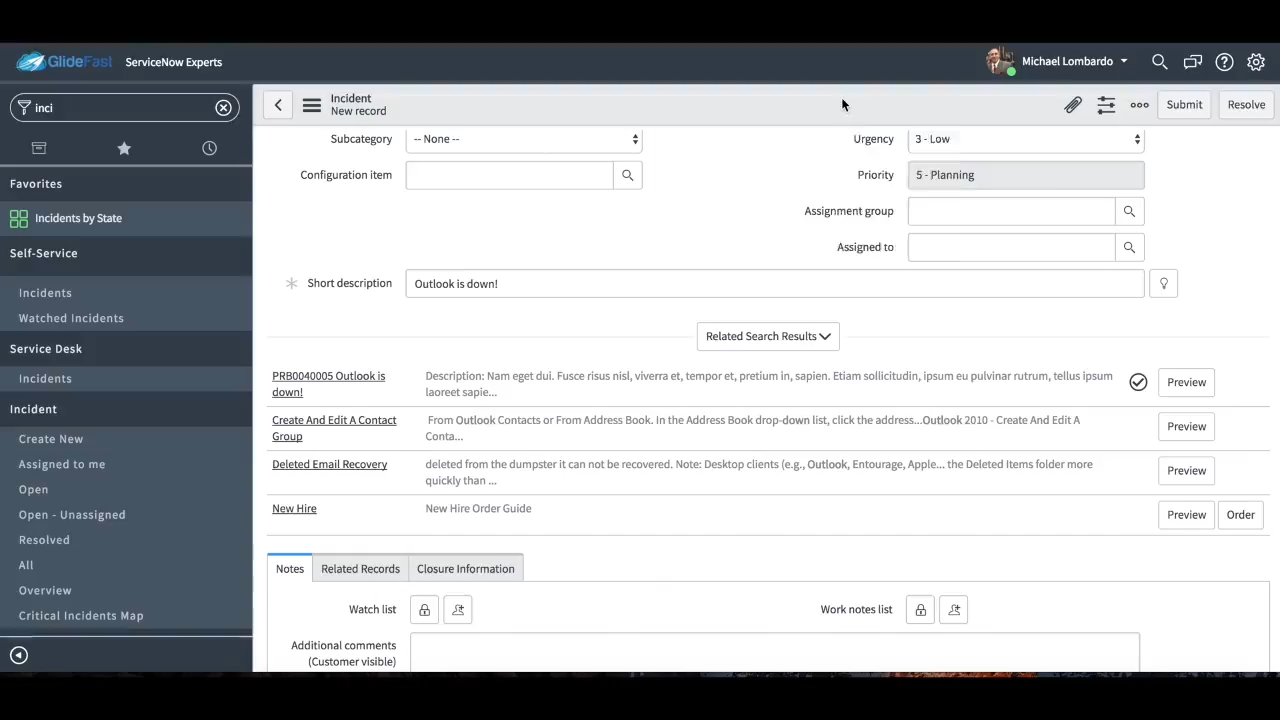 GlideFast ServiceNow Experts
Michael Lombardo
inci
Incident
New record
Submit
Resolve
Favorites
Incidents by State
Self-Service
Incidents
Watched Incidents
Service Desk
Incidents
Incident
Create New
Assigned to me
Open
Open - Unassigned
Resolved
All
Overview
Critical Incidents Map
Subcategory
-- None --
Urgency
3 - Low
Configuration item
Priority
5 - Planning
Assignment group
Assigned to
Short description
Outlook is down!
Related Search Results
PRB0040005 Outlook is
down!
Description: Nam eget dui. Fusce risus nisl, viverra et, tempor et, pretium in, sapien. Etiam sollicitudin, ipsum eu pulvinar rutrum, tellus ipsum
laoreet sapie...
Preview
Create And Edit A Contact
Group
From Outlook Contacts or From Address Book. In the Address Book drop-down list, click the address...Outlook 2010 - Create And Edit A
Conta...
Preview
Deleted Email Recovery
deleted from the dumpster it can not be recovered. Note: Desktop clients (e.g., Outlook, Entourage, Apple... the Deleted Items folder more
quickly than ...
Preview
New Hire
New Hire Order Guide
Preview
Order
Notes
Related Records
Closure Information
Watch list
Work notes list
Additional comments
(Customer visible)